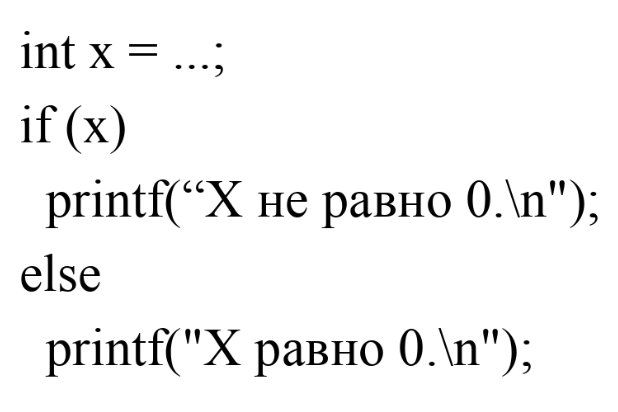 int x = ...;
if (x)
printf(“X не равно 0.\n");
else
printf("X равно 0.\n");